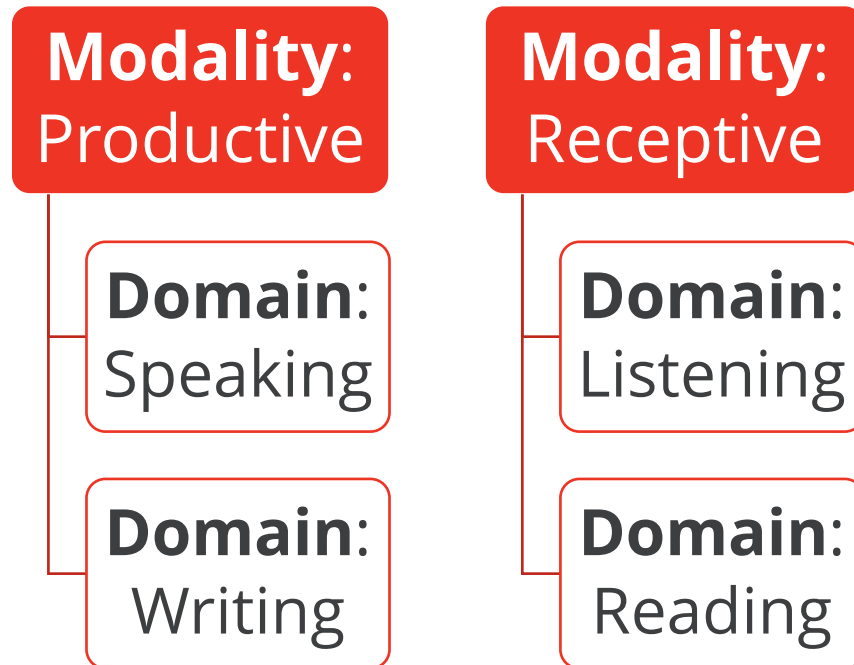 Modality:
Productive
Domain:
Speaking
Domain:
Writing
Modality:
Receptive
Domain:
Listening
Domain:
Reading